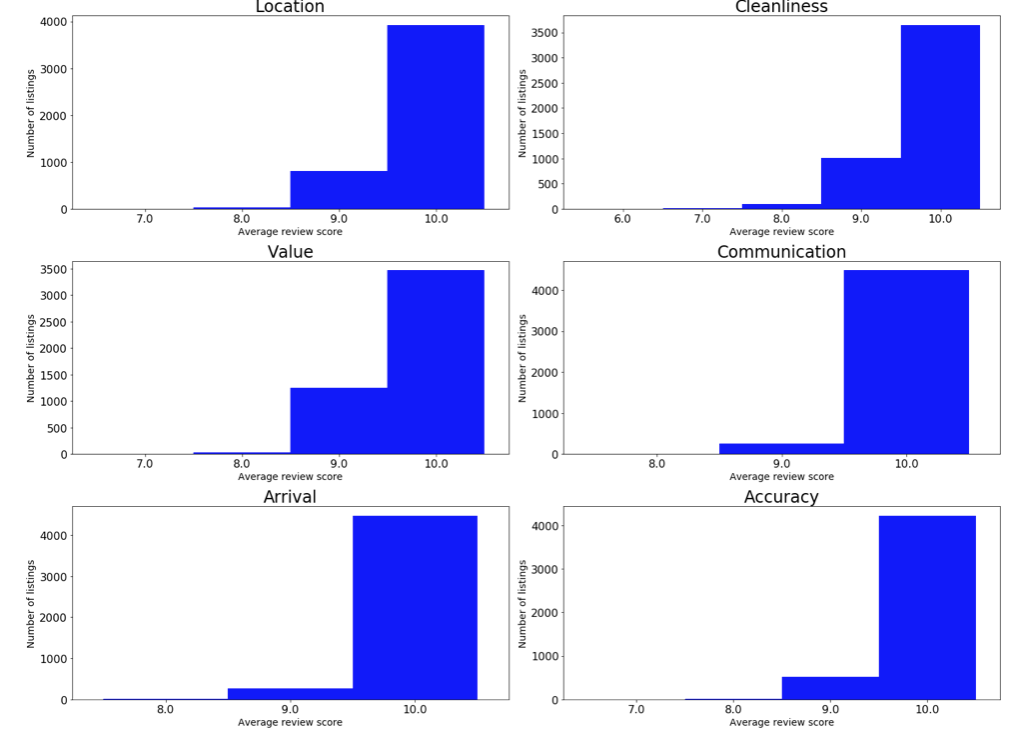 Location
Number of listings
4000
3000
2000
1000
0
7.0 8.0 9.0 10.0
Average review score
Cleanliness
Number of listings
3500
3000
2500
2000
1500
1000
500
0
6.0 7.0 8.0 9.0 10.0
Average review score
Value
Number of listings
3500
3000
2500
2000
1500
1000
500
0
7.0 8.0 9.0 10.0
Average review score
Communication
Number of listings
4000
3000
2000
1000
0
8.0 9.0 10.0
Average review score
Arrival
Number of listings
4000
3000
2000
1000
0
8.0 9.0 10.0
Average review score
Accuracy
Number of listings
4000
3000
2000
1000
0
7.0 8.0 9.0 10.0
Average review score